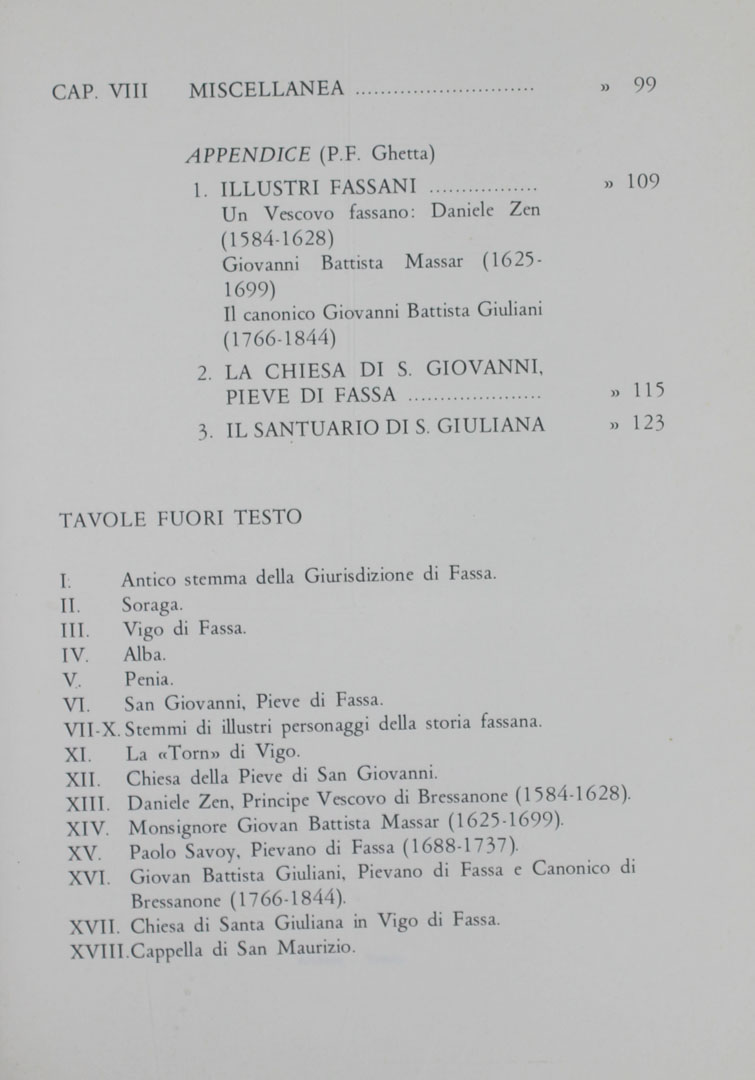 CAP. VIII MISCELLANEA ............................. » 99
APPENDICE (P.F. Ghetta)
1. ILLUSTRI FASSANI ................. » 109
Un Vescovo fassano: Daniele Zen
(1584-1628)
Giovanni Battista Massar (1625-
1699)
Il canonico Giovanni Battista Giuliani
(1766-1844)
2. LA CHIESA DI S. GIOVANNI,
PIEVE DI FASSA ..................... » 115
3. IL SANTUARIO DI S. GIULIANA » 123
TAVOLE FUORI TESTO
I. Antico stemma della Giurisdizione di Fassa.
II. Soraga.
III. Vigo di Fassa.
IV. Alba.
V. Penia.
VI. San Giovanni, Pieve di Fassa.
VII-X. Stemmi di illustri personaggi della storia fassana.
XI. La «Torn» di Vigo.
XII. Chiesa della Pieve di San Giovanni.
XIII. Daniele Zen, Principe Vescovo di Bressanone (1584-1628).
XIV. Monsignore Giovan Battista Massar (1625-1699).
XV. Paolo Savoy, Pievano di Fassa (1688-1737).
XVI. Giovan Battista Giuliani, Pievano di Fassa e Canonico di
Bressanone (1766-1844).
XVII. Chiesa di Santa Giuliana in Vigo di Fassa.
XVIII. Cappella di San Maurizio.